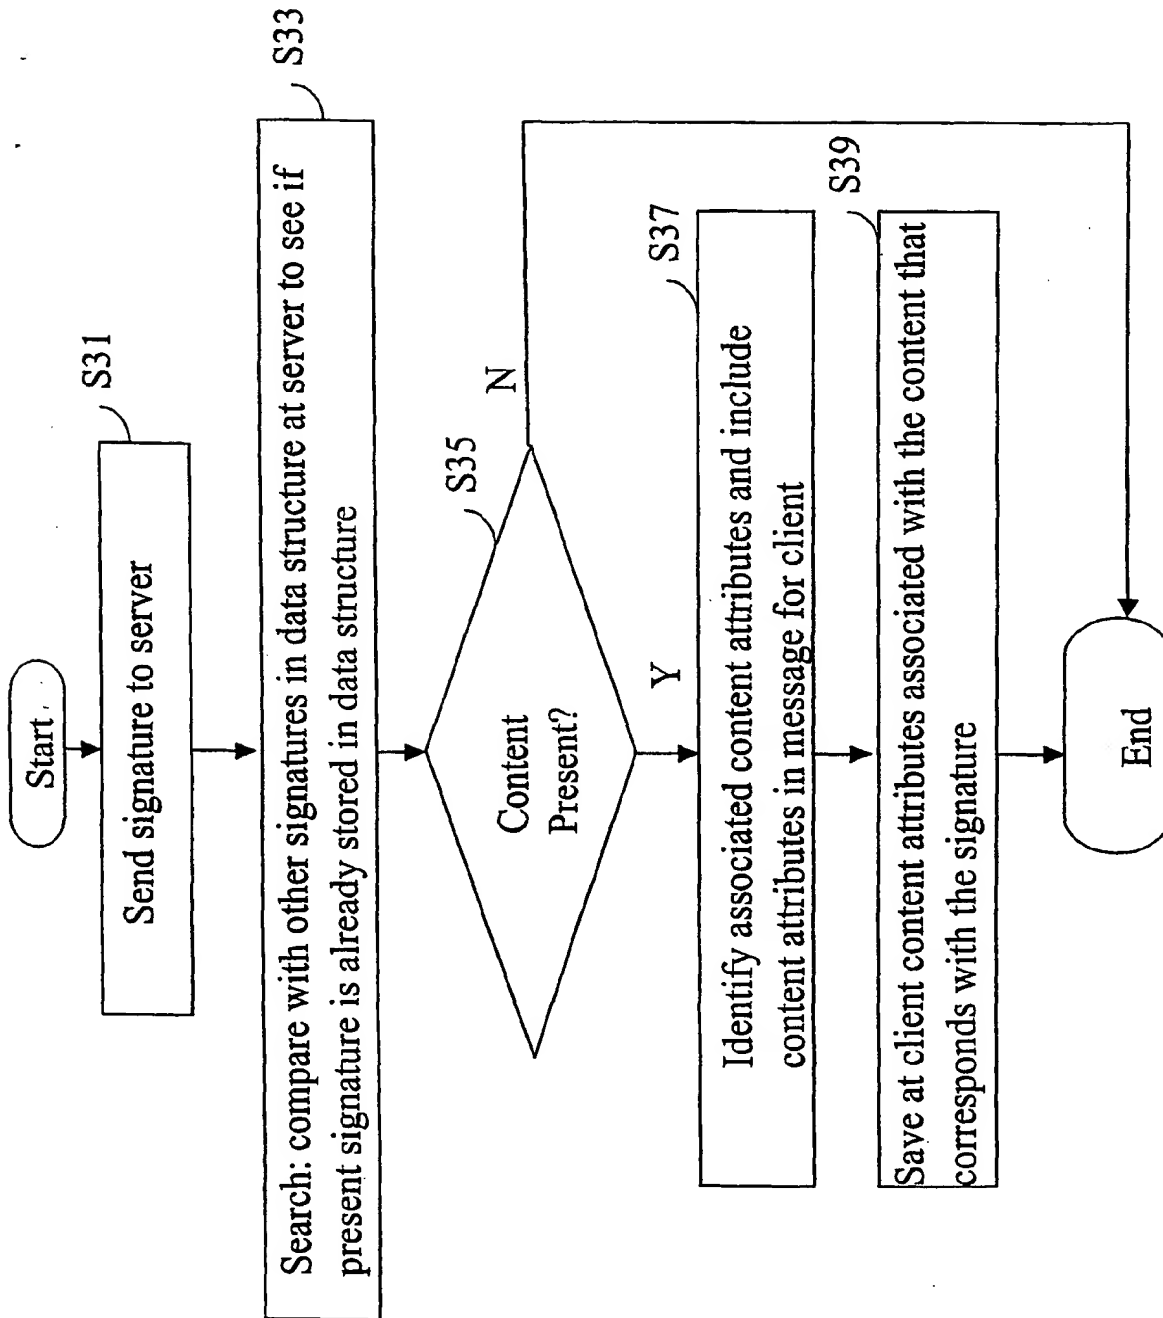 Start
S31
Send signature to server
S33
Search: compare with other signatures in data structure at server to see if
present signature is already stored in data structure
S35
Content
Present?
N
Y
S37
Identify associated content attributes and include
content attributes in message for client
S39
Save at client content attributes associated with the content that
corresponds with the signature
End